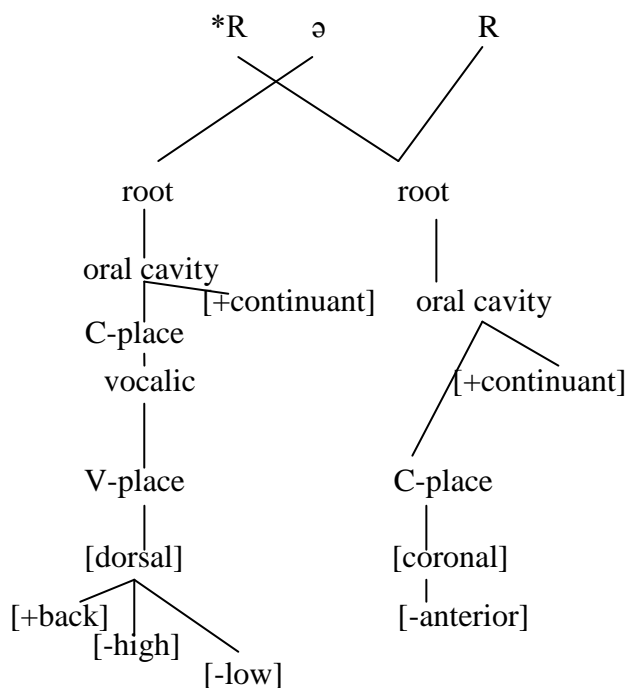 *R ə R
root root
oral cavity
[+continuant] oral cavity
C-place
vocalic [+continuant]
V-place C-place
[dorsal] [coronal]
[+back] [-anterior]
[-high]
[-low]